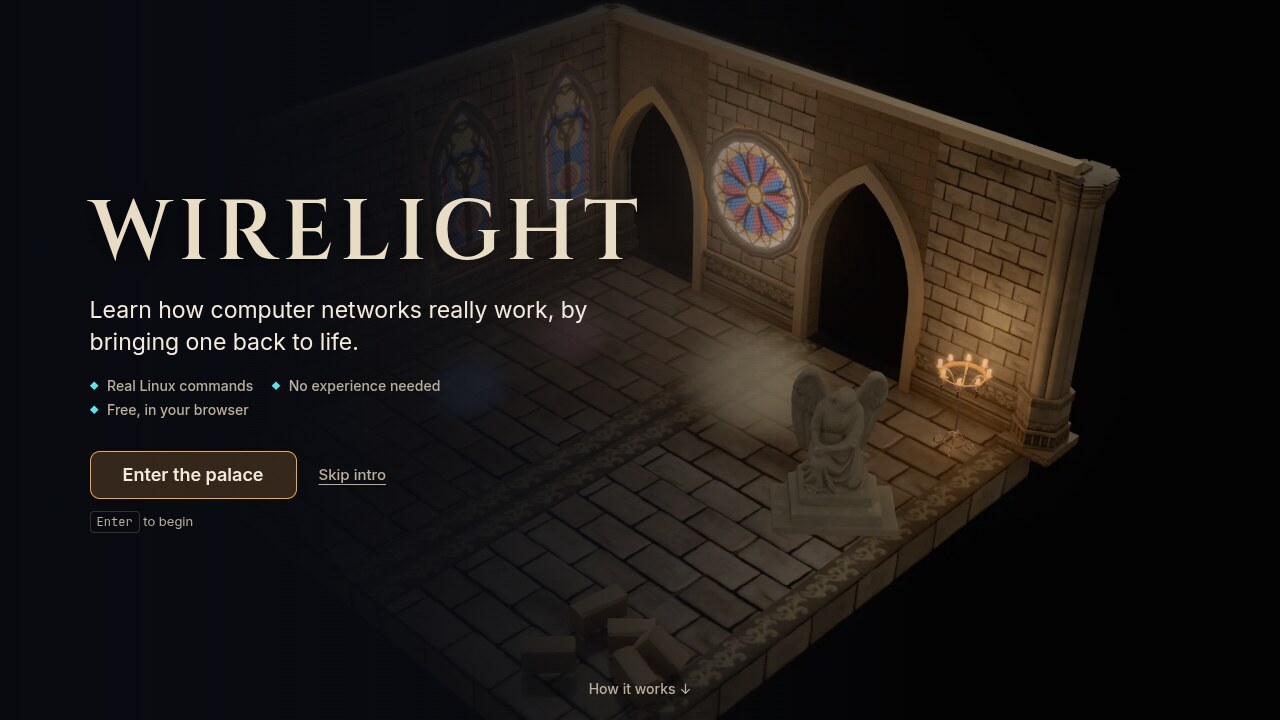 WIRELIGHT
Learn how computer networks really work, by
bringing one back to life.
Real Linux commands
No experience needed
Free, in your browser
Enter the palace
Skip intro
Enter to begin
How it works ↓